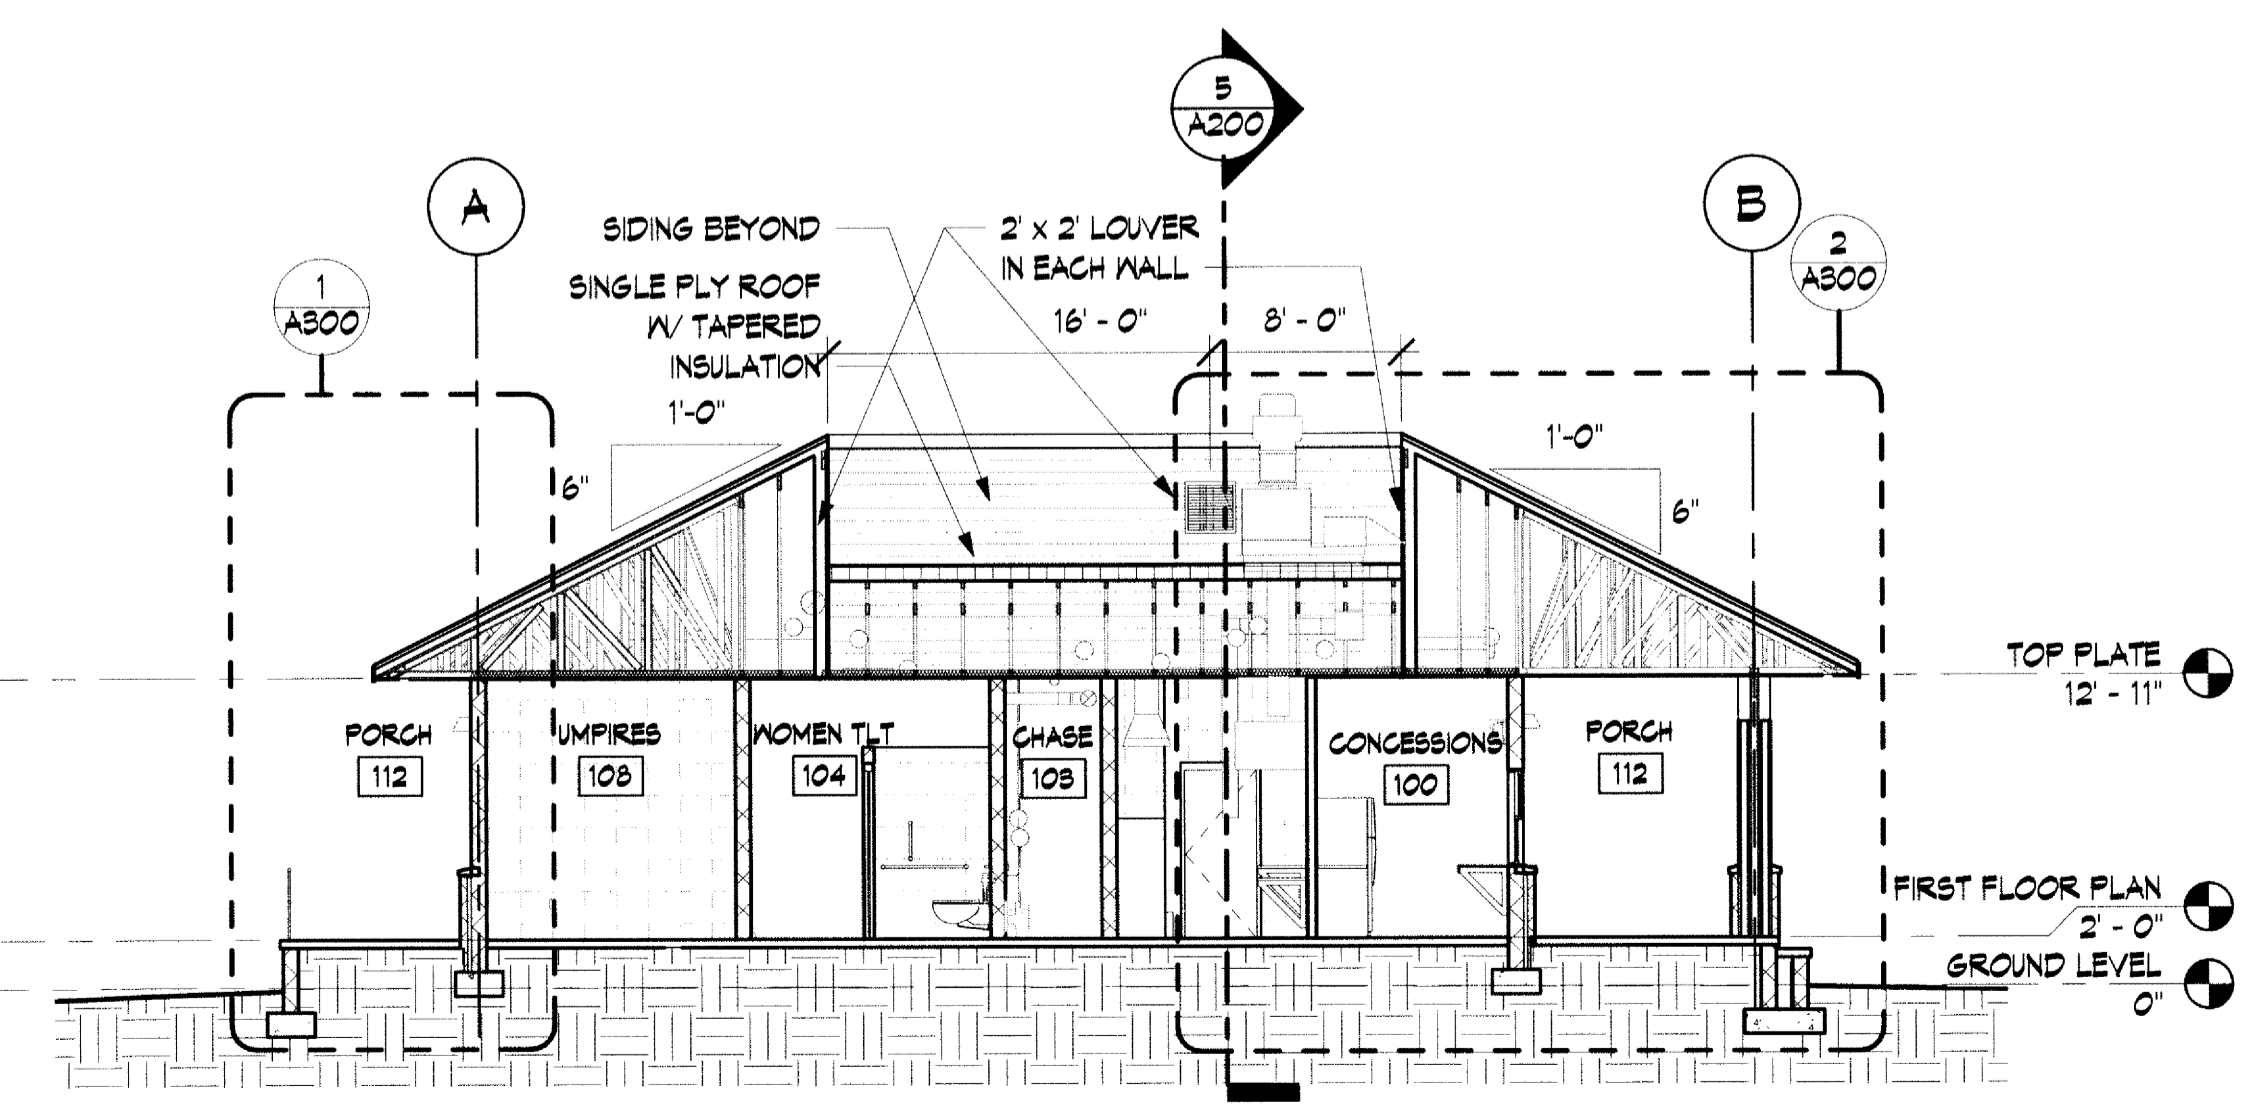 5
A200
A
B
SIDING BEYOND
2' x 2' LOUVER
IN EACH WALL
2
A300
1
A300
SINGLE PLY ROOF
W/ TAPERED
INSULATION
16' - 0"
8' - 0"
1'-0"
6"
1'-0"
6"
TOP PLATE
12' - 11"
PORCH
112
UMPIRES
108
WOMEN TLT
104
CHASE
103
CONCESSIONS
100
PORCH
112
FIRST FLOOR PLAN
2' - 0"
GROUND LEVEL
0"